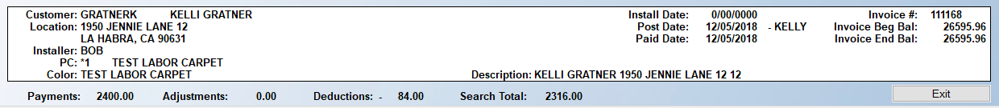 Customer: GRATNERK KELLI GRATNER Install Date: 0/00/0000 Invoice #: 111168
Location: 1950 JENNIE LANE 12 Post Date: 12/05/2018 - KELLY Invoice Beg Bal: 26595.96
LA HABRA, CA 90631 Paid Date: 12/05/2018 Invoice End Bal: 26595.96
Installer: BOB
PC: *1 TEST LABOR CARPET
Color: TEST LABOR CARPET Description: KELLI GRATNER 1950 JENNIE LANE 12 12
Payments: 2400.00 Adjustments: 0.00 Deductions: - 84.00 Search Total: 2316.00 Exit